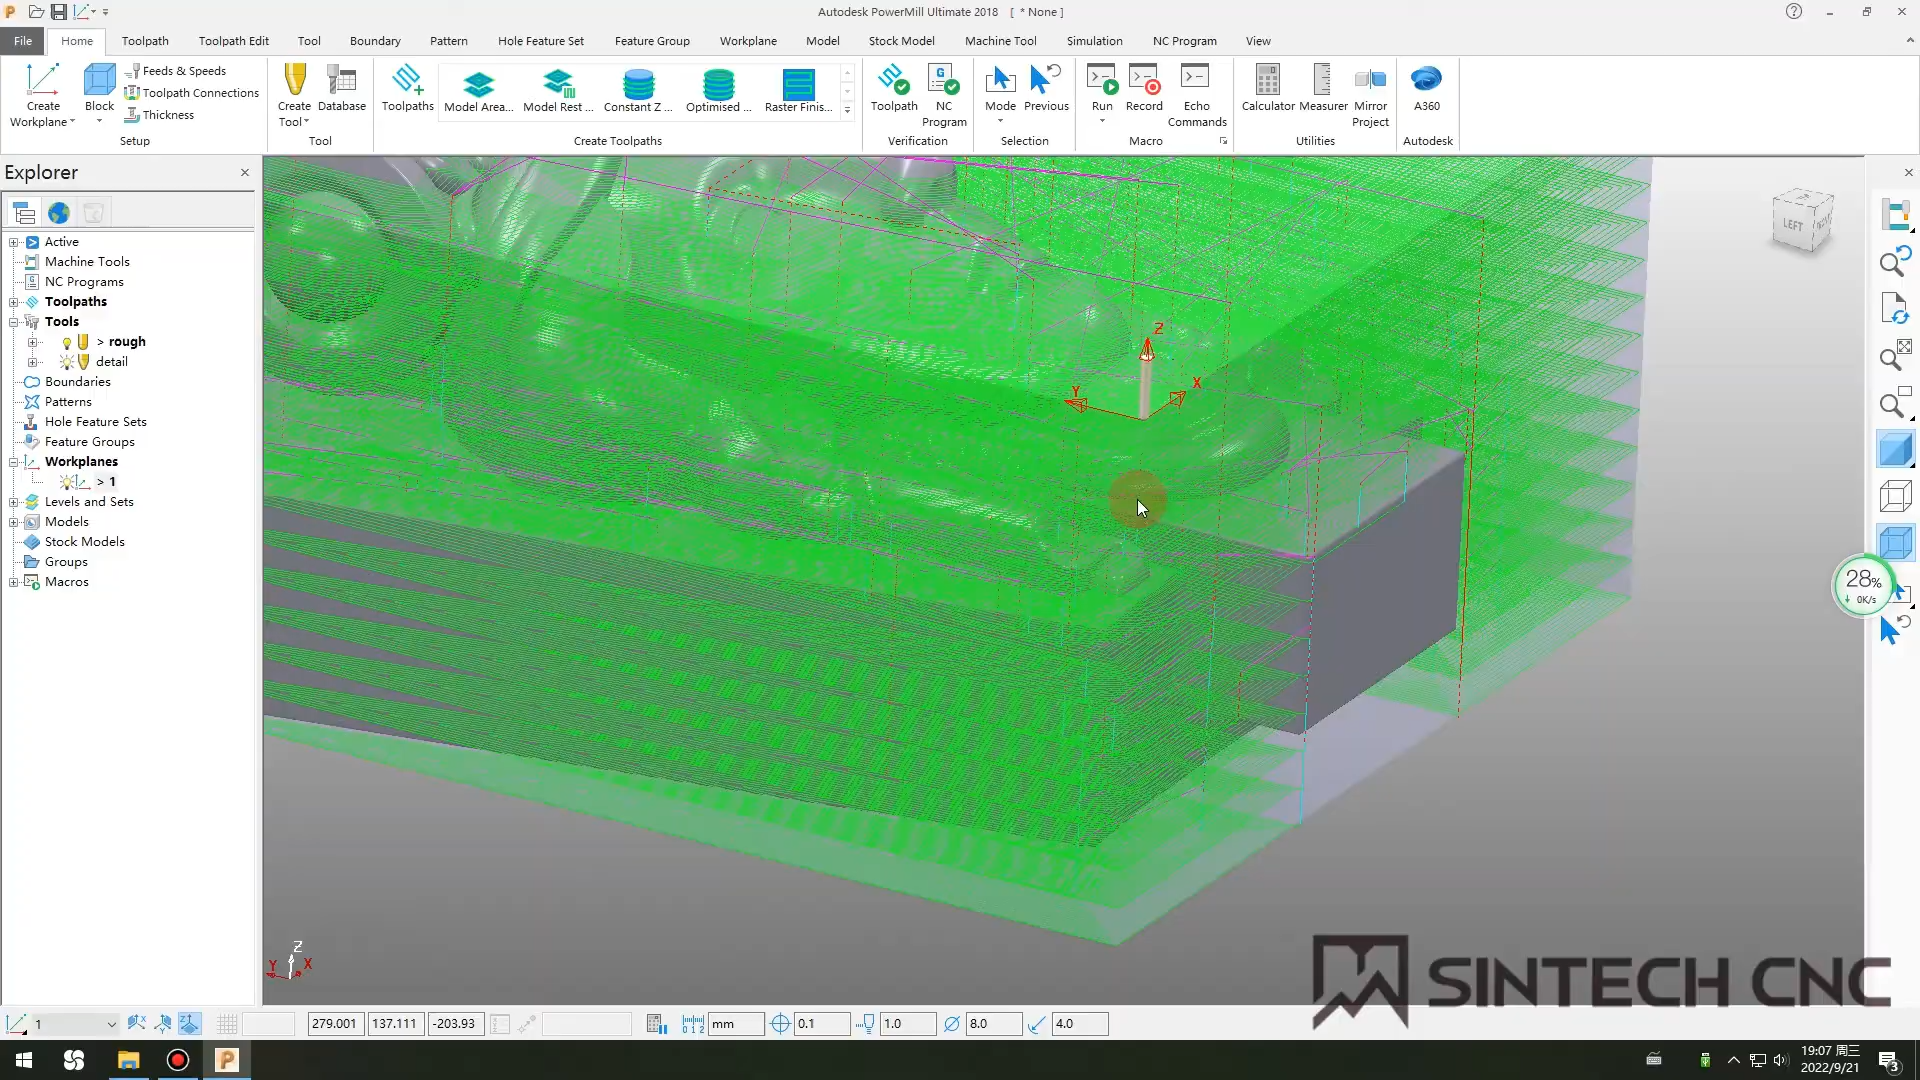 Autodesk PowerMill Ultimate 2018 [ * None ]
File Home Toolpath Toolpath Edit Tool Boundary Pattern Hole Feature Set Feature Group Workplane Model Stock Model Machine Tool Simulation NC Program View
Create Workplane
Block
Feeds & Speeds
Toolpath Connections
Thickness
Setup
Create Tool
Database
Tool
Toolpaths
Model Area...
Model Rest ...
Constant Z ...
Optimised ...
Raster Finis...
Create Toolpaths
Toolpath
NC Program
Verification
Mode
Previous
Selection
Run
Record
Echo Commands
Macro
Calculator
Measurer
Mirror Project
Utilities
A360
Autodesk
Explorer
Active
Machine Tools
NC Programs
Toolpaths
Tools
> rough
detail
Boundaries
Patterns
Hole Feature Sets
Feature Groups
Workplanes
> 1
Levels and Sets
Models
Stock Models
Groups
Macros
Z
X
Y
LEFT
28%
0K/s
Z
Y
X
SINTECH CNC
1
279.001 137.111 -203.93
mm 0.1 1.0 8.0 4.0
19:07 周三
2022/9/21
3